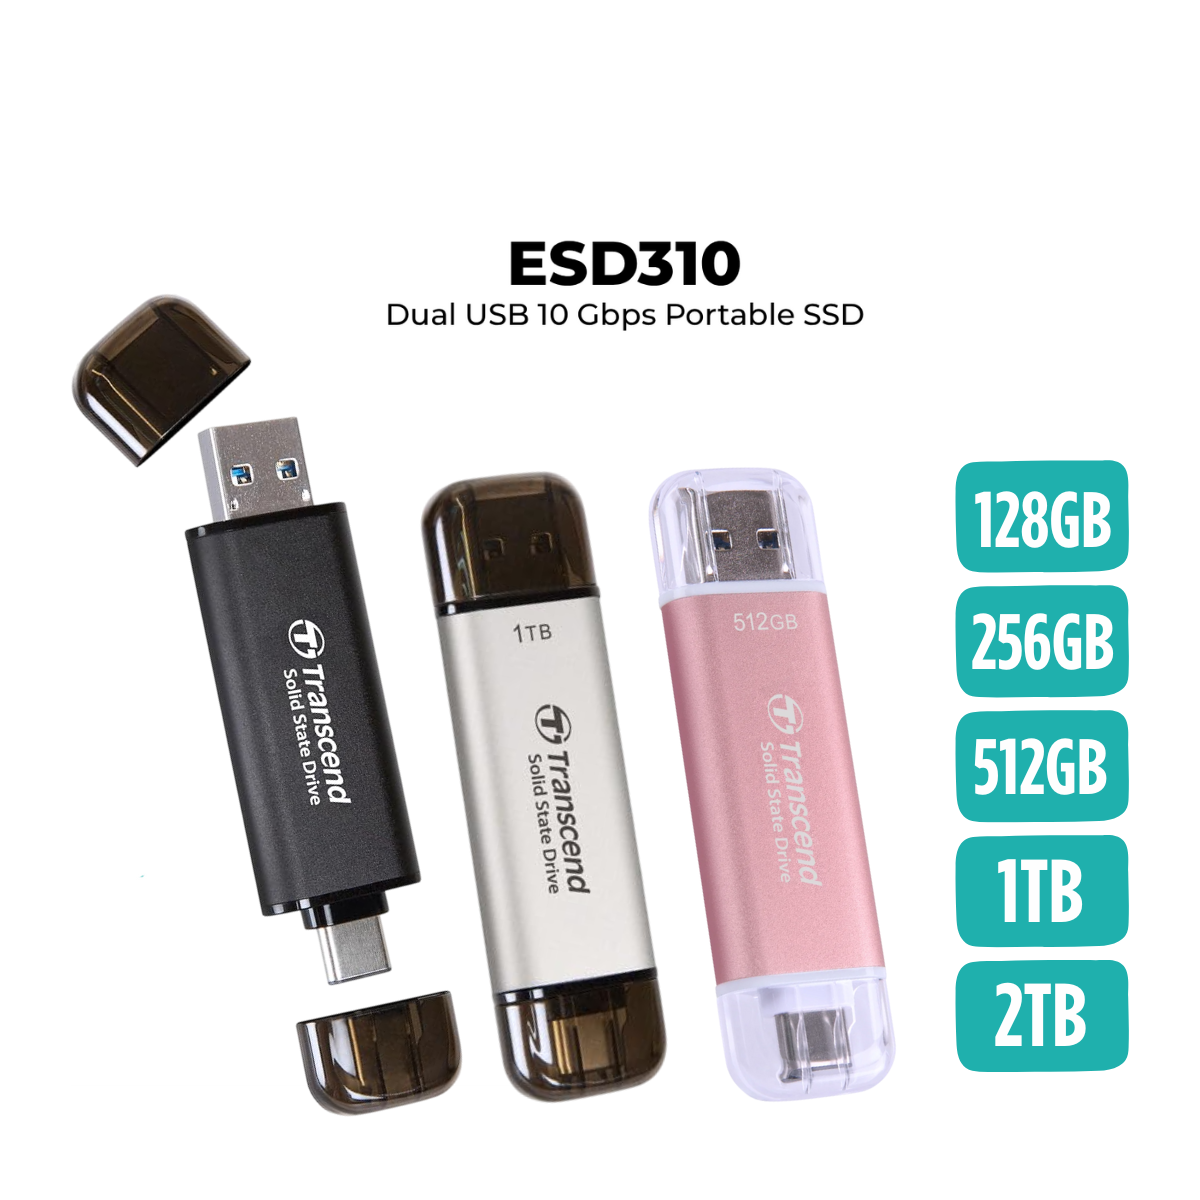 ESD310
Dual USB 10 Gbps Portable SSD
Transcend
Solid State Drive
1TB
Transcend
Solid State Drive
512GB
Transcend
Solid State Drive
128GB
256GB
512GB
1TB
2TB